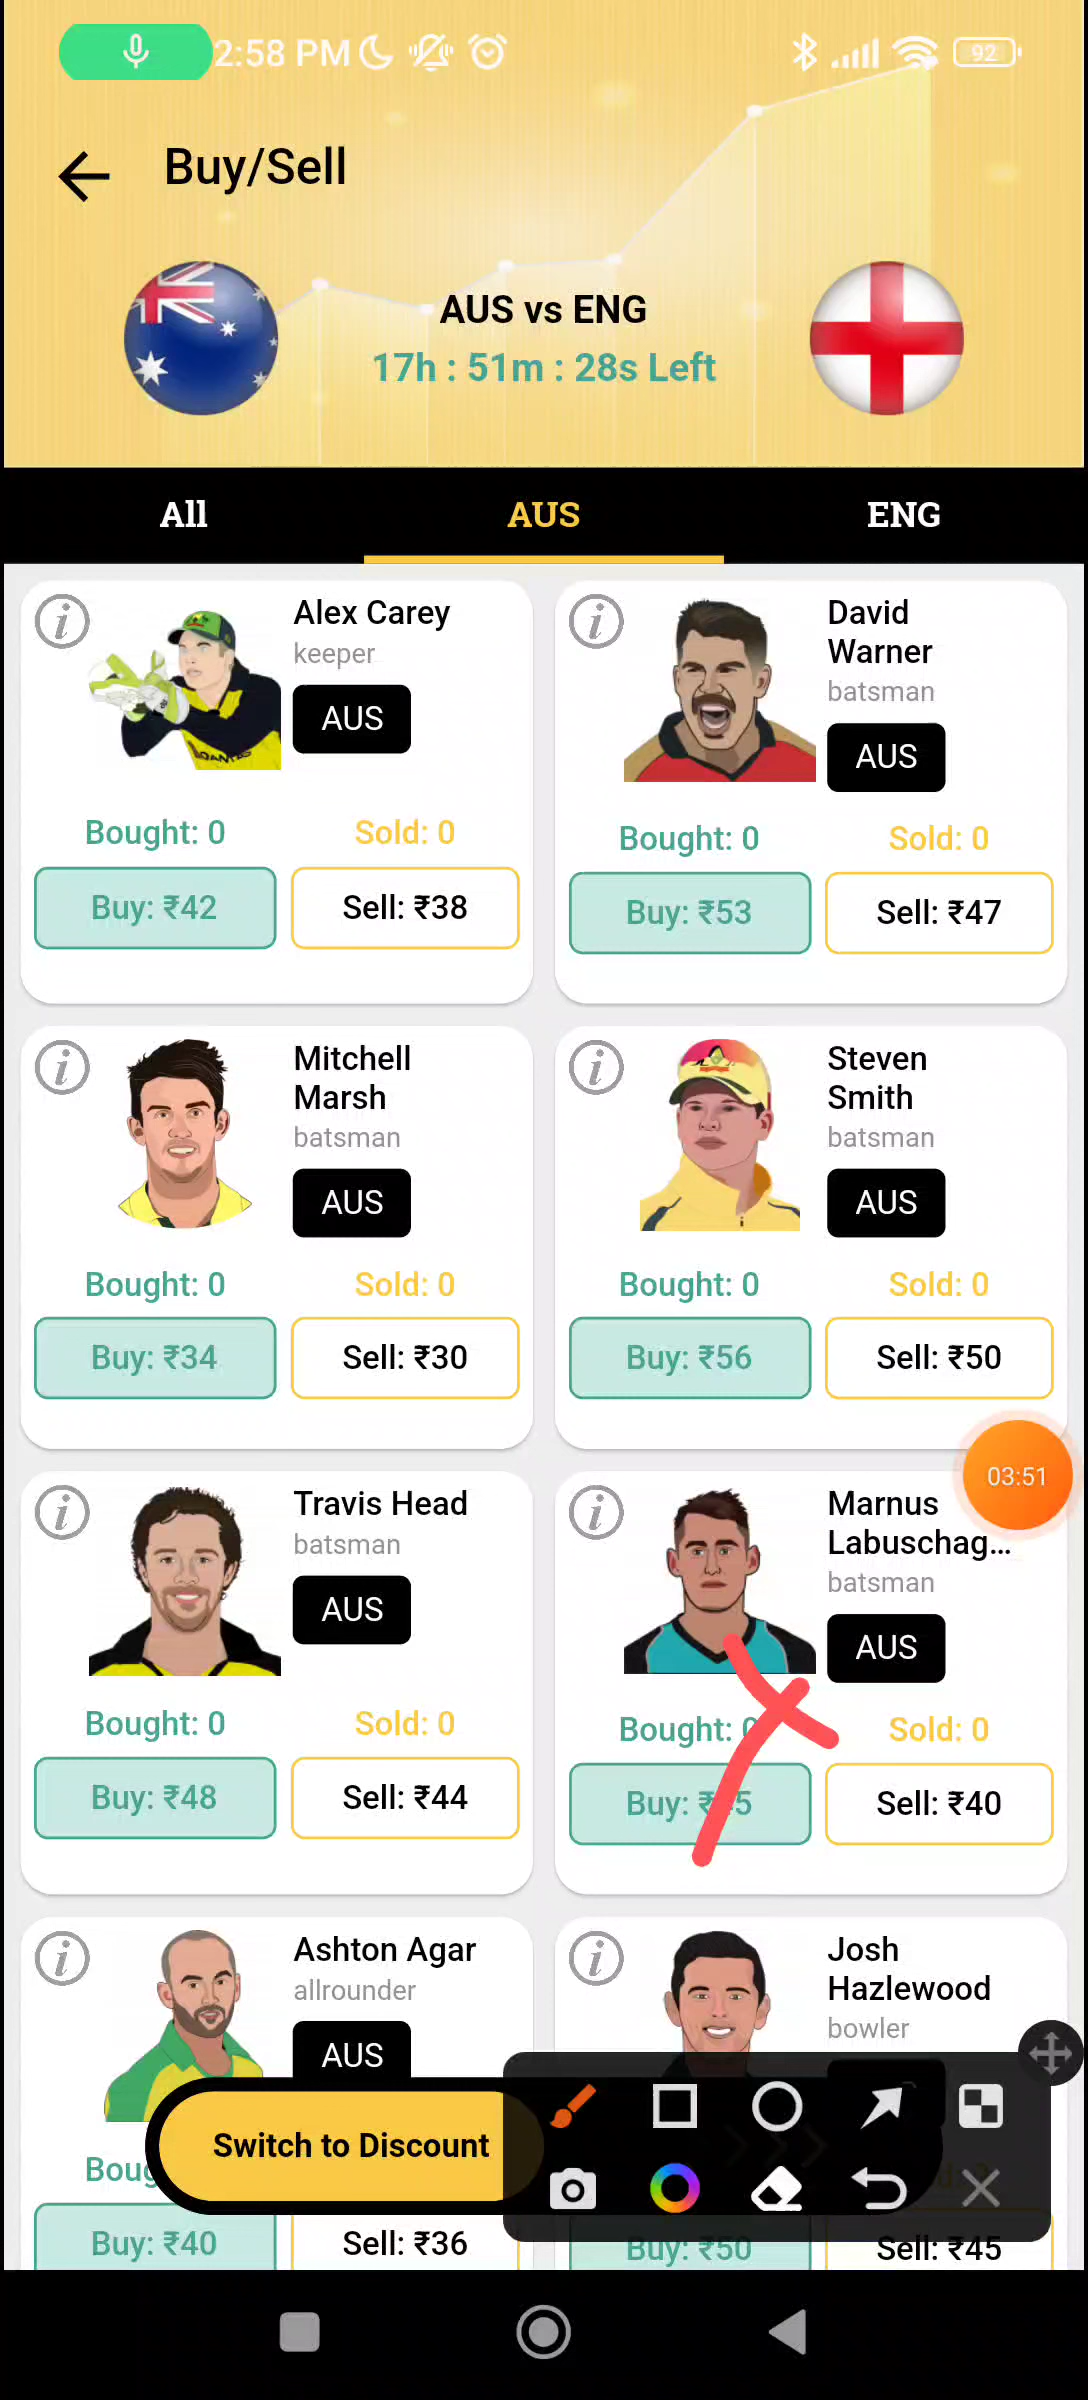 2:58 PM
92
Buy/Sell
AUS vs ENG
17h : 51m : 28s Left
All
AUS
ENG
i
Alex Carey
keeper
AUS
Bought: 0
Sold: 0
Buy: ₹42
Sell: ₹38
i
David
Warner
batsman
AUS
Bought: 0
Sold: 0
Buy: ₹53
Sell: ₹47
i
Mitchell
Marsh
batsman
AUS
Bought: 0
Sold: 0
Buy: ₹34
Sell: ₹30
i
Steven
Smith
batsman
AUS
Bought: 0
Sold: 0
Buy: ₹56
Sell: ₹50
03:51
i
Travis Head
batsman
AUS
Bought: 0
Sold: 0
Buy: ₹48
Sell: ₹44
i
Marnus
Labuschag...
batsman
AUS
Bought: 0
Sold: 0
Buy:
Sell: ₹40
i
Ashton Agar
allrounder
AUS
Buy: ₹40
Sell: ₹36
i
Josh
Hazlewood
bowler
Buy: ₹50
Sell: ₹45
Switch to Discount